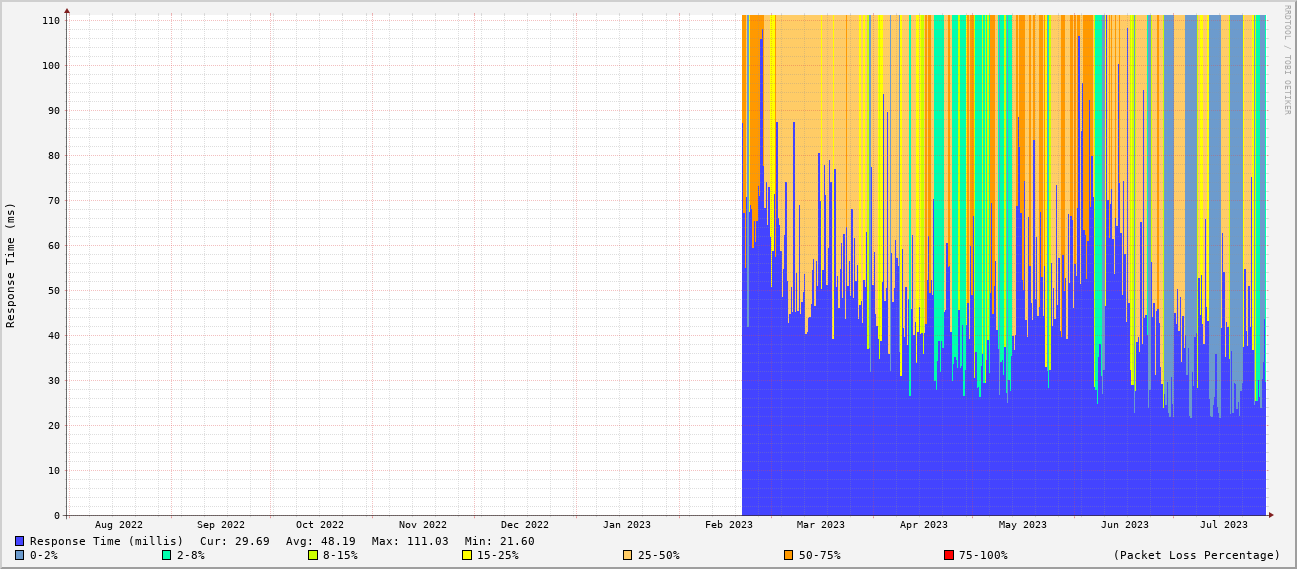 RRDTOOL / TOBI OETIKER
Response Time (ms)
110
100
90
80
70
60
50
40
30
20
10
0
Aug 2022 Sep 2022 Oct 2022 Nov 2022 Dec 2022 Jan 2023 Feb 2023 Mar 2023 Apr 2023 May 2023 Jun 2023 Jul 2023
Response Time (millis) Cur: 29.69 Avg: 48.19 Max: 111.03 Min: 21.60
0-2% 2-8% 8-15% 15-25% 25-50% 50-75% 75-100% (Packet Loss Percentage)